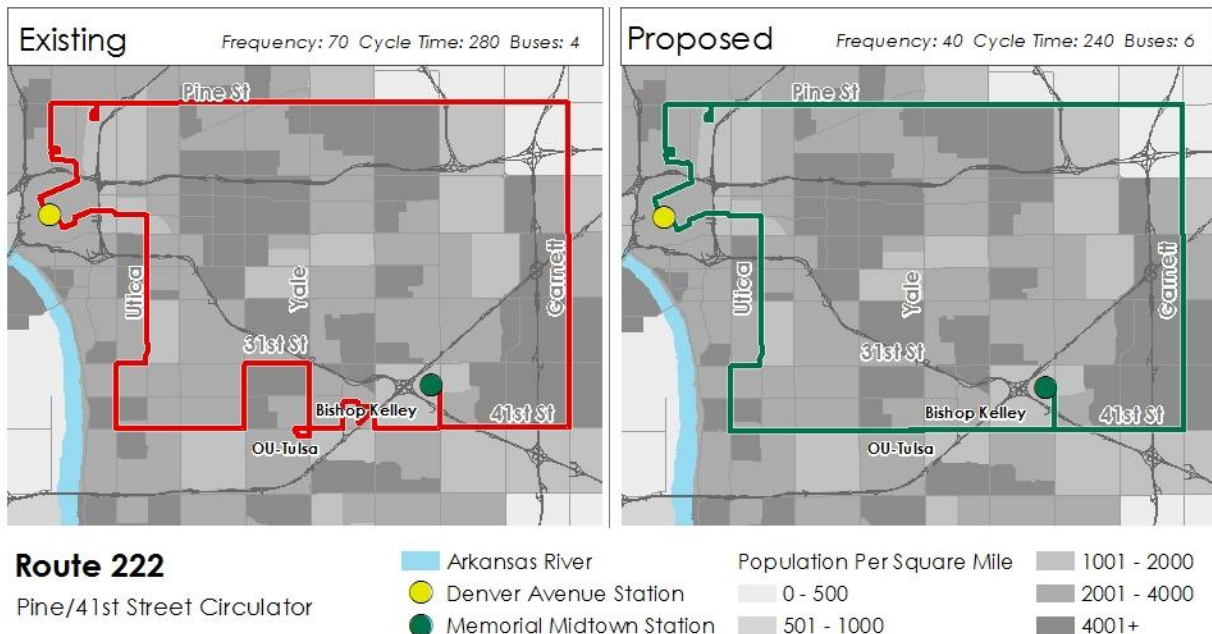 Existing
Frequency: 70 Cycle Time: 280 Buses: 4
Pine St
Utica
Yale
Garnett
31st St
Bishop Kelley
41st St
OU-Tulsa
Proposed
Frequency: 40 Cycle Time: 240 Buses: 6
Pine St
Utica
Yale
Garnett
31st St
Bishop Kelley
41st St
OU-Tulsa
Route 222
Pine/41st Street Circulator
Arkansas River
Denver Avenue Station
Memorial Midtown Station
Population Per Square Mile
0 - 500
501 - 1000
1001 - 2000
2001 - 4000
4001+